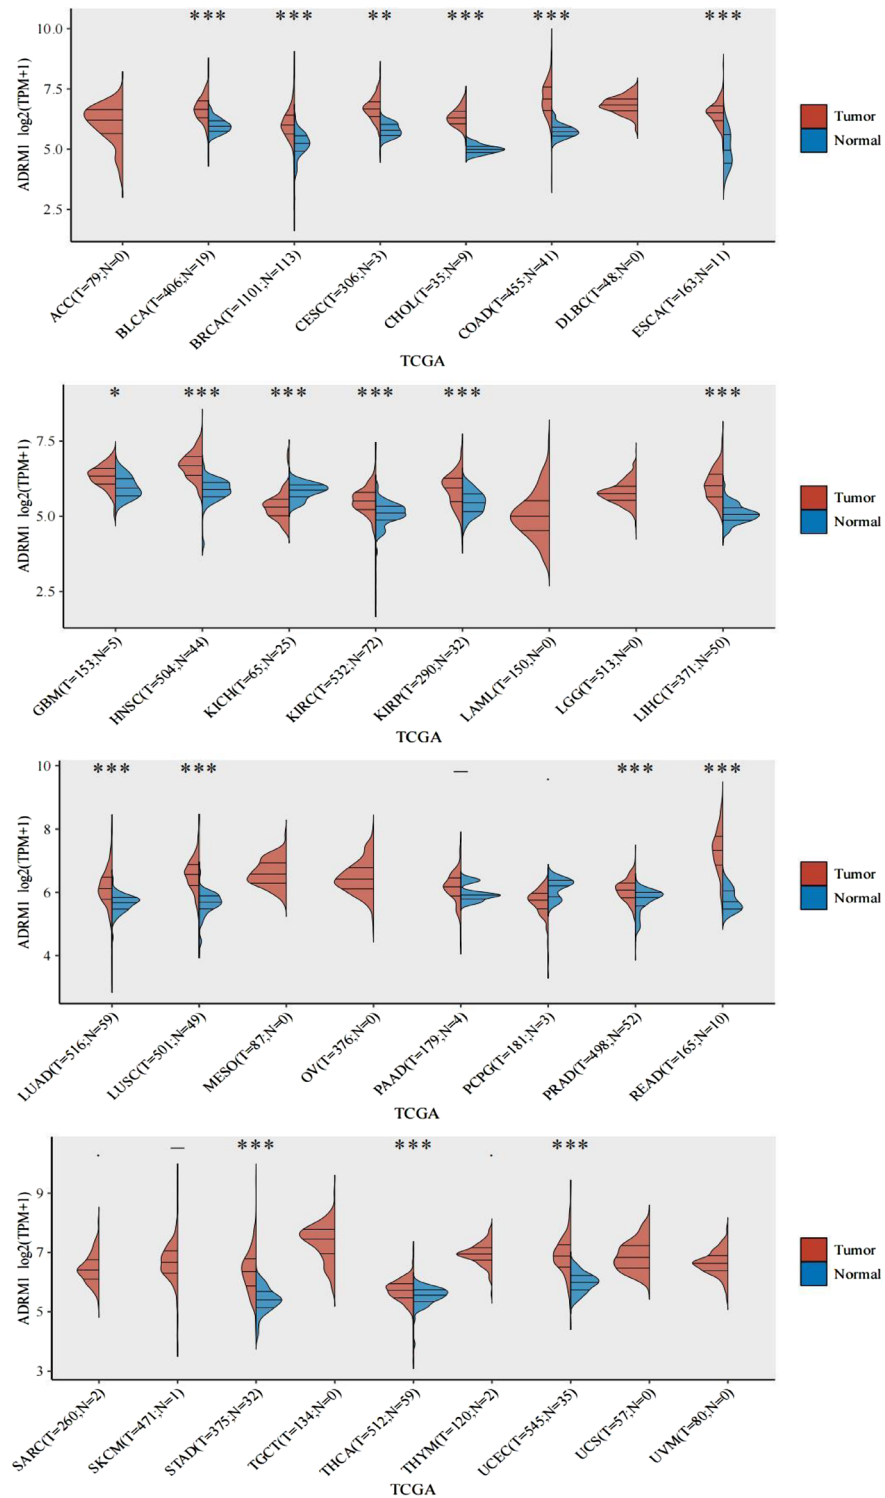 *** *** ** *** *** ***
10.0
7.5
5.0
2.5
ADRM1 log2(TPM+1)
Tumor
Normal
ACC(T=79;N=0)
BLCA(T=406;N=19)
BRCA(T=1101;N=113)
CESC(T=306;N=3)
CHOL(T=35;N=9)
COAD(T=455;N=41)
DLBC(T=48;N=0)
ESCA(T=163;N=11)
TCGA
* *** *** *** *** ***
7.5
5.0
2.5
ADRM1 log2(TPM+1)
Tumor
Normal
GBM(T=153;N=5)
HNSC(T=504;N=44)
KICH(T=65;N=25)
KIRC(T=532;N=72)
KIRP(T=290;N=32)
LAML(T=150;N=0)
LGG(T=513;N=0)
LIHC(T=371;N=50)
TCGA
*** *** — . *** ***
10
8
6
4
ADRM1 log2(TPM+1)
Tumor
Normal
LUAD(T=516;N=59)
LUSC(T=501;N=49)
MESO(T=87;N=0)
OV(T=376;N=0)
PAAD(T=179;N=4)
PCPG(T=181;N=3)
PRAD(T=498;N=52)
READ(T=165;N=10)
TCGA
. — *** *** . ***
9
7
5
3
ADRM1 log2(TPM+1)
Tumor
Normal
SARC(T=260;N=2)
SKCM(T=471;N=1)
STAD(T=375;N=32)
TGCT(T=134;N=0)
THCA(T=512;N=59)
THYM(T=120;N=2)
UCEC(T=545;N=35)
UCS(T=57;N=0)
UVM(T=80;N=0)
TCGA